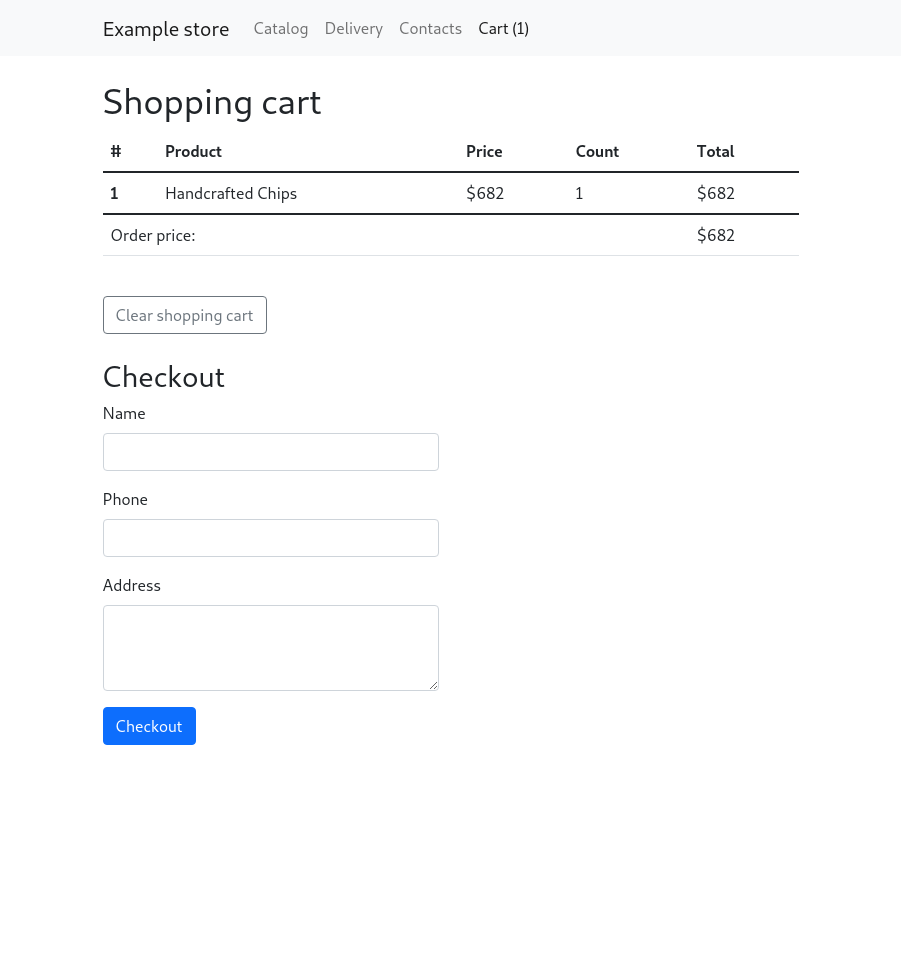 Example store Catalog Delivery Contacts Cart (1)
Shopping cart
# Product Price Count Total
1 Handcrafted Chips $682 1 $682
Order price: $682
Clear shopping cart
Checkout
Name
Phone
Address
Checkout